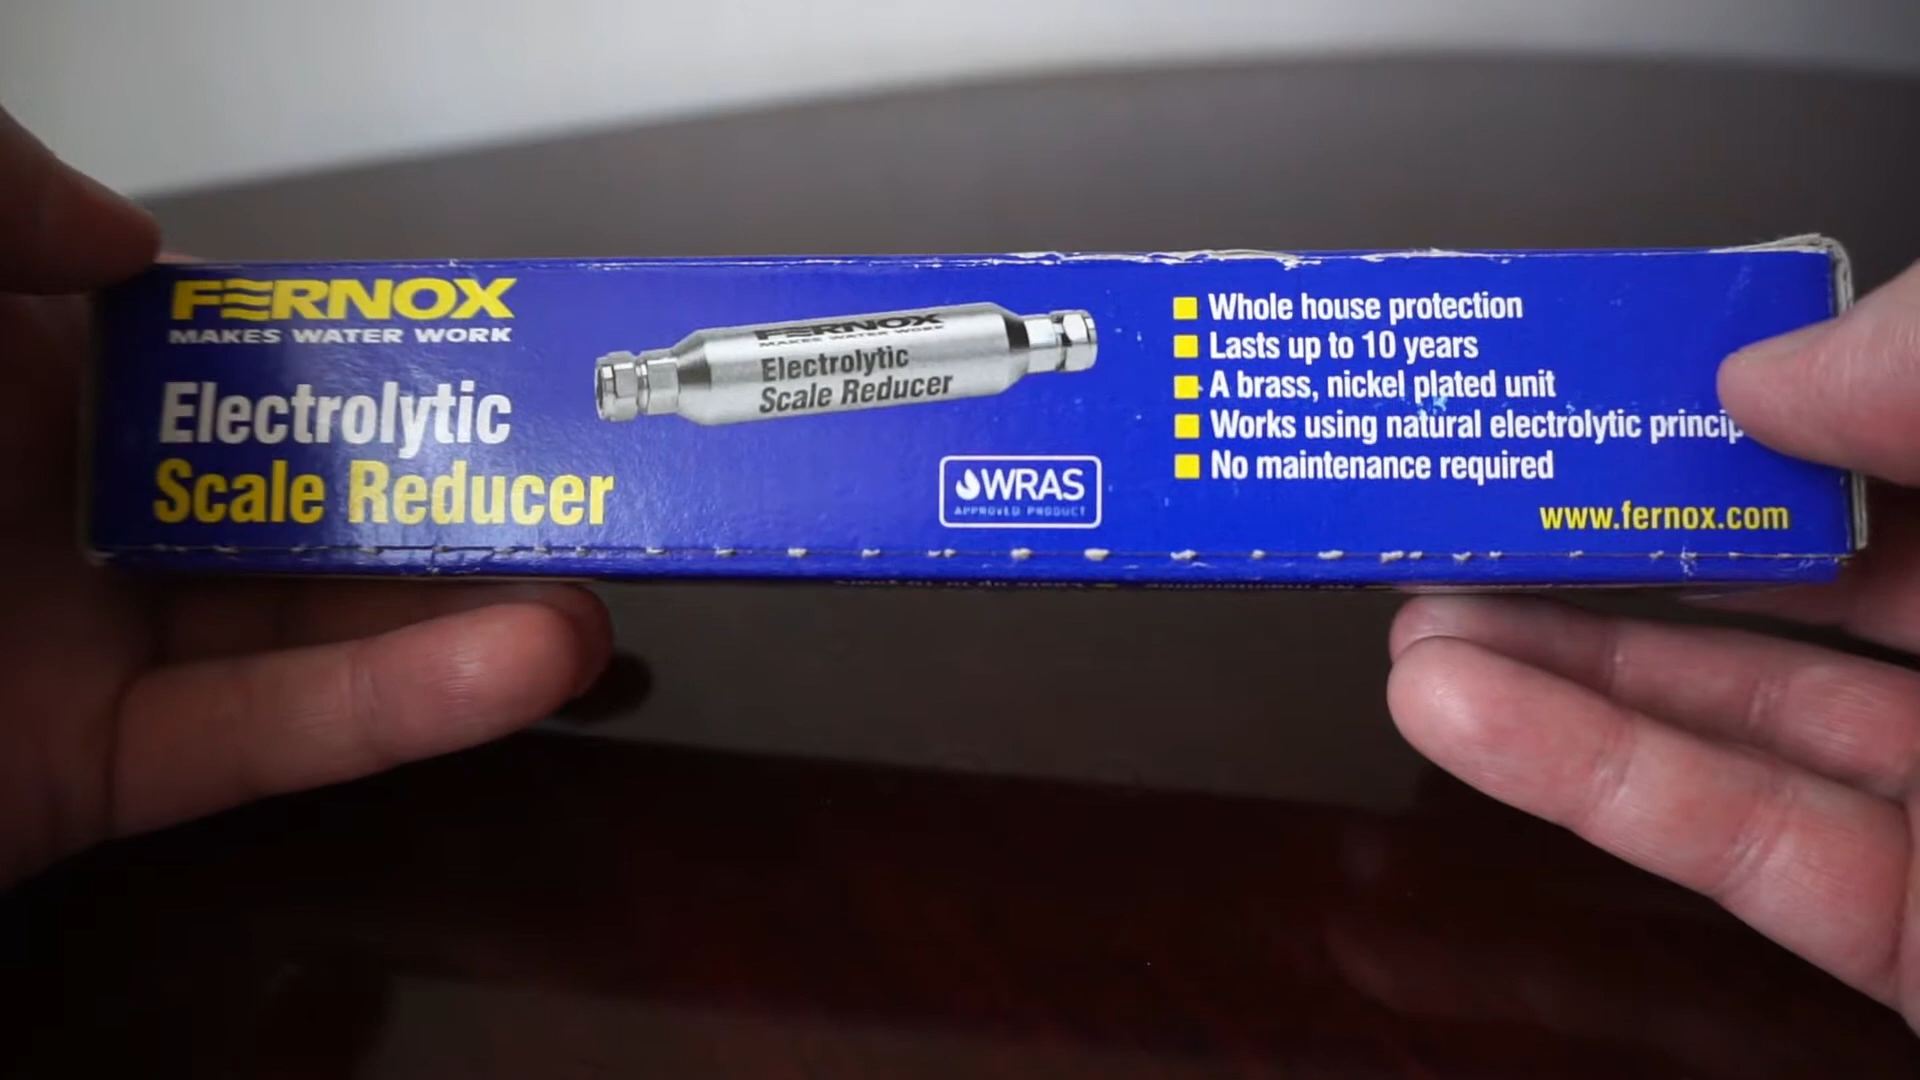 FERNOX
MAKES WATER WORK
Electrolytic
Scale Reducer
FERNOX
MAKES WATER WORK
Electrolytic
Scale Reducer
WRAS
APPROVED PRODUCT
Whole house protection
Lasts up to 10 years
A brass, nickel plated unit
Works using natural electrolytic princip
No maintenance required
www.fernox.com